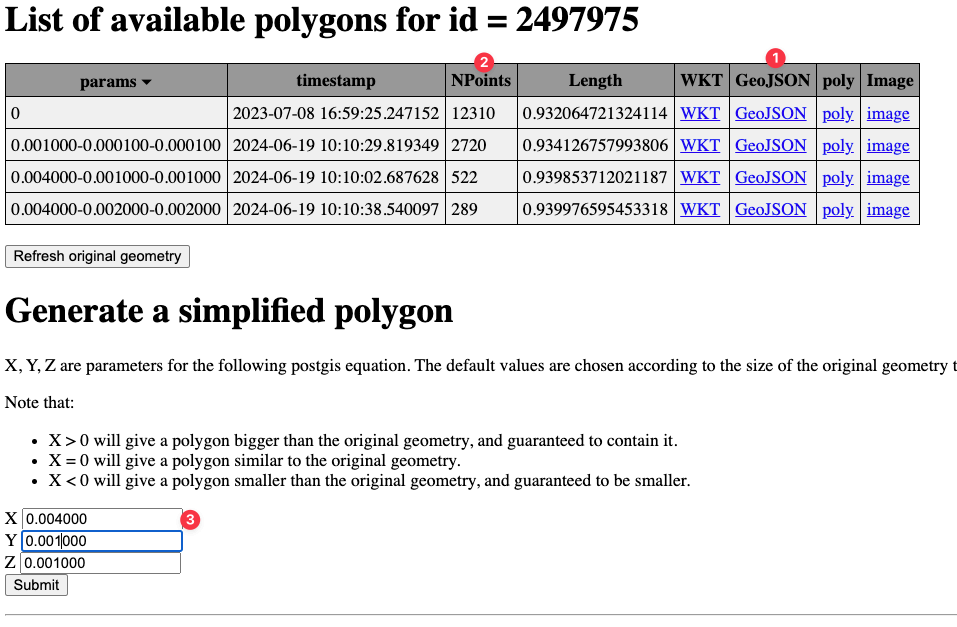 List of available polygons for id = 2497975
1
2
params timestamp NPoints Length WKT GeoJSON poly Image
0 2023-07-08 16:59:25.247152 12310 0.932064721324114 WKT GeoJSON poly image
0.001000-0.000100-0.000100 2024-06-19 10:10:29.819349 2720 0.934126757993806 WKT GeoJSON poly image
0.004000-0.001000-0.001000 2024-06-19 10:10:02.687628 522 0.939853712021187 WKT GeoJSON poly image
0.004000-0.002000-0.002000 2024-06-19 10:10:38.540097 289 0.939976595453318 WKT GeoJSON poly image
Refresh original geometry
Generate a simplified polygon
X, Y, Z are parameters for the following postgis equation. The default values are chosen according to the size of the original geometry t
Note that:
• X > 0 will give a polygon bigger than the original geometry, and guaranteed to contain it.
• X = 0 will give a polygon similar to the original geometry.
• X < 0 will give a polygon smaller than the original geometry, and guaranteed to be smaller.
X 0.004000 3
Y 0.001000
Z 0.001000
Submit